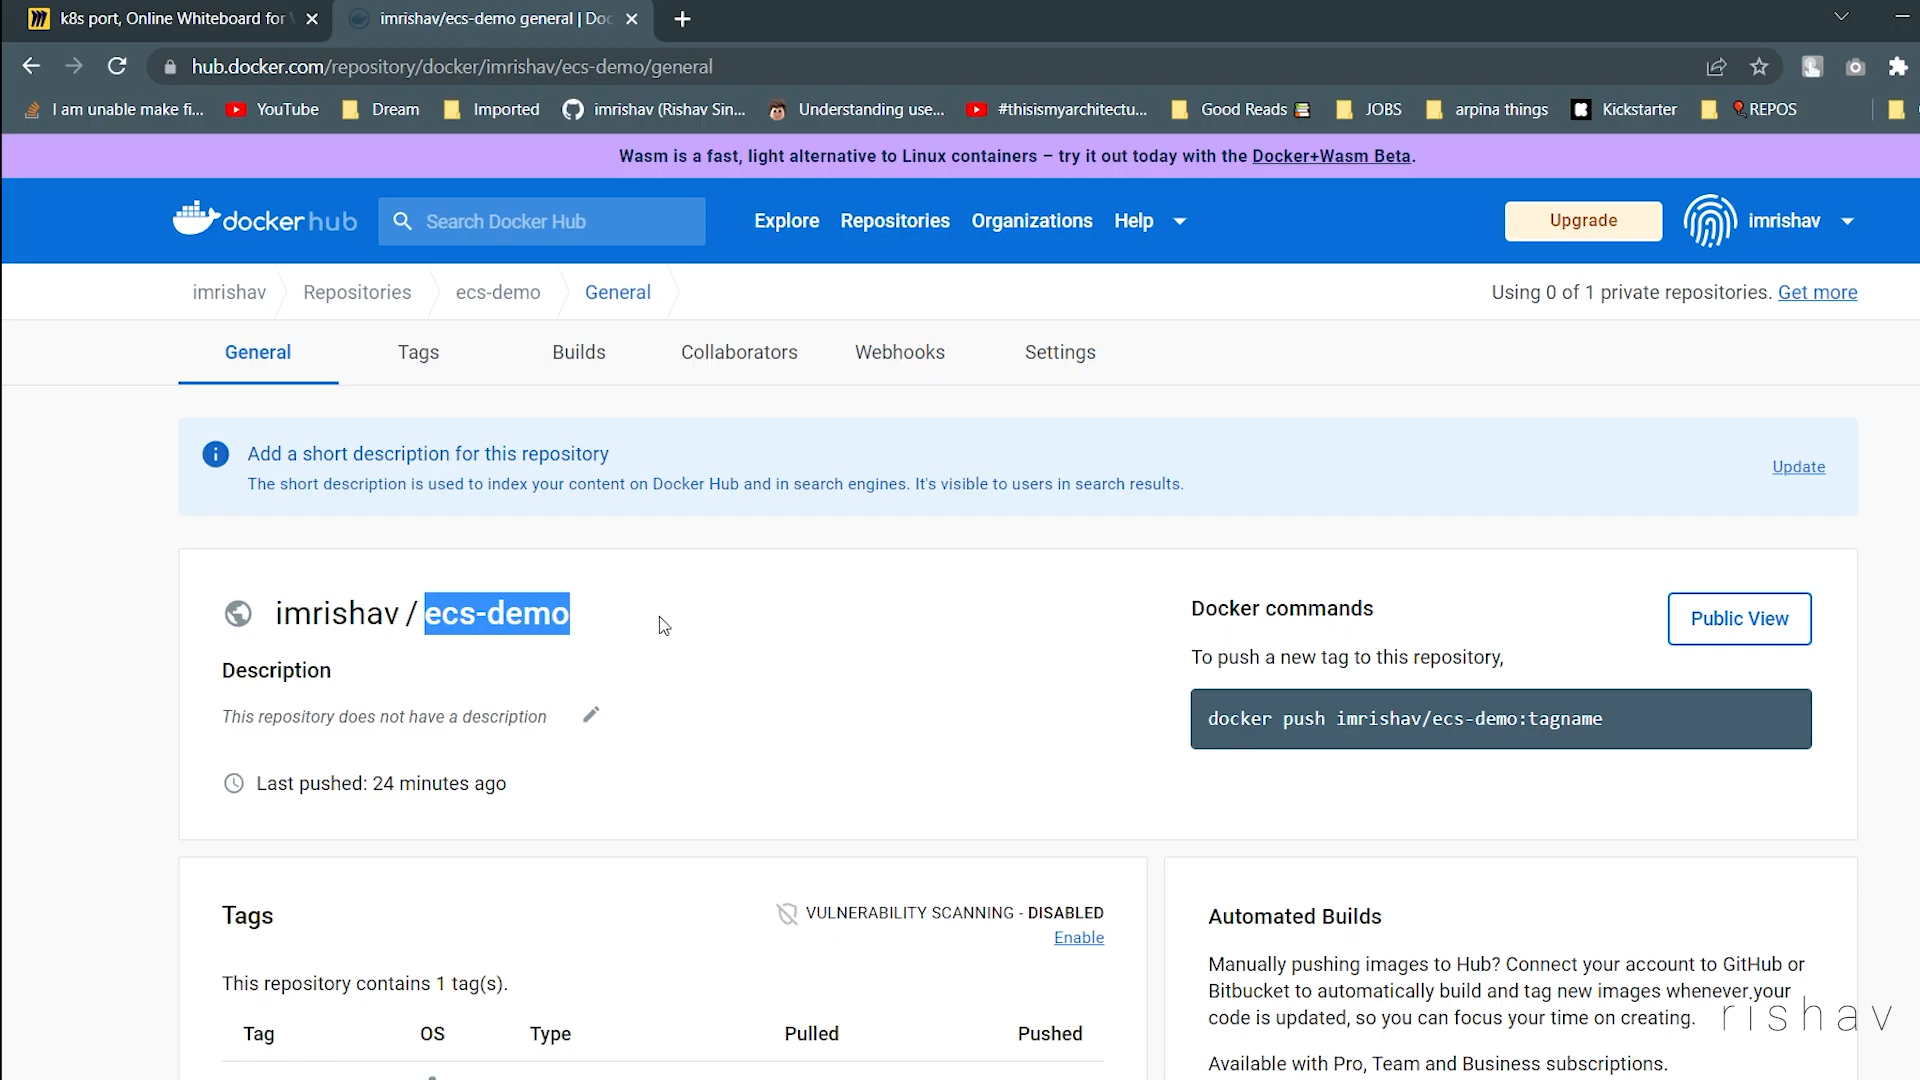 k8s port, Online Whiteboard for
imrishav/ecs-demo general | Doc
hub.docker.com/repository/docker/imrishav/ecs-demo/general
I am unable make fi...
YouTube
Dream
Imported
imrishav (Rishav Sin...
Understanding use...
#thisismyarchitectu...
Good Reads
JOBS
arpina things
Kickstarter
REPOS
Wasm is a fast, light alternative to Linux containers – try it out today with the Docker+Wasm Beta.
docker hub
Search Docker Hub
Explore
Repositories
Organizations
Help
Upgrade
imrishav
imrishav
Repositories
ecs-demo
General
Using 0 of 1 private repositories. Get more
General
Tags
Builds
Collaborators
Webhooks
Settings
Add a short description for this repository
The short description is used to index your content on Docker Hub and in search engines. It's visible to users in search results.
Update
imrishav / ecs-demo
Description
This repository does not have a description
Last pushed: 24 minutes ago
Docker commands
Public View
To push a new tag to this repository,
docker push imrishav/ecs-demo:tagname
Tags
VULNERABILITY SCANNING - DISABLED
Enable
This repository contains 1 tag(s).
Tag
OS
Type
Pulled
Pushed
Automated Builds
Manually pushing images to Hub? Connect your account to GitHub or
Bitbucket to automatically build and tag new images whenever your
code is updated, so you can focus your time on creating.
Available with Pro, Team and Business subscriptions.
rishav